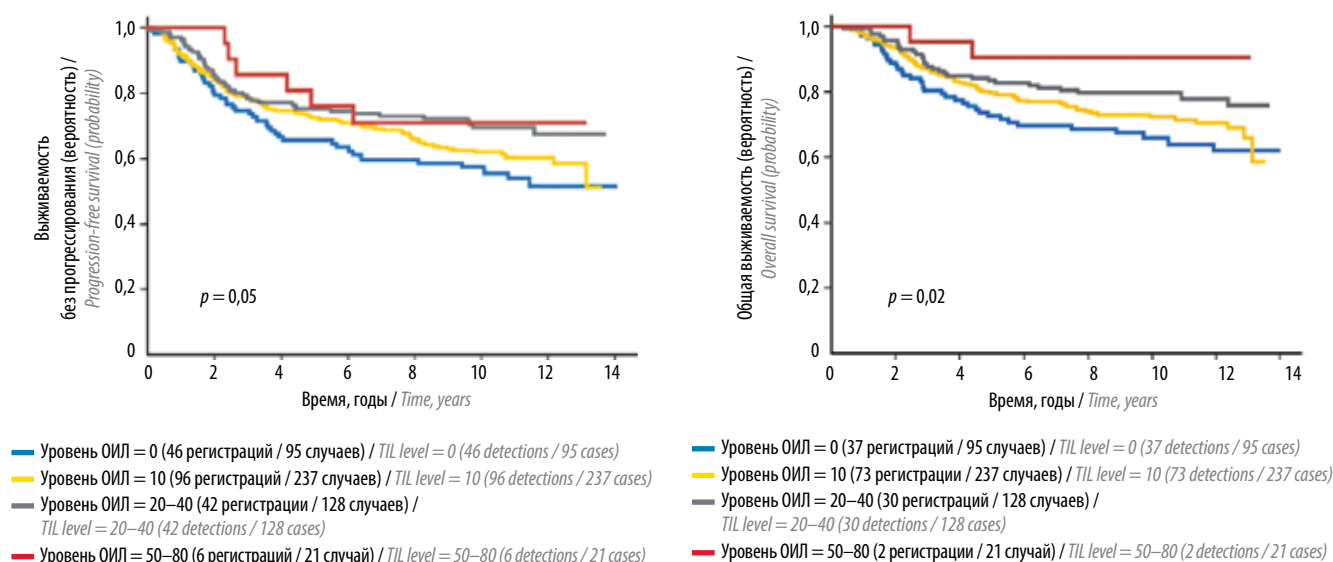 Выживаемость
без прогрессирования (вероятность) /
Progression-free survival (probability)
1,0
0,8
0,6
0,4
0,2
0
p = 0,05
0 2 4 6 8 10 12 14
Время, годы / Time, years
Уровень ОИЛ = 0 (46 регистраций / 95 случаев) / TIL level = 0 (46 detections / 95 cases)
Уровень ОИЛ = 10 (96 регистраций / 237 случаев) / TIL level = 10 (96 detections / 237 cases)
Уровень ОИЛ = 20–40 (42 регистрации / 128 случаев) /
TIL level = 20–40 (42 detections / 128 cases)
Уровень ОИЛ = 50–80 (6 регистраций / 21 случай) / TIL level = 50–80 (6 detections / 21 cases)
Общая выживаемость (вероятность) /
Overall survival (probability)
1,0
0,8
0,6
0,4
0,2
0
p = 0,02
0 2 4 6 8 10 12 14
Время, годы / Time, years
Уровень ОИЛ = 0 (37 регистраций / 95 случаев) / TIL level = 0 (37 detections / 95 cases)
Уровень ОИЛ = 10 (73 регистрации / 237 случаев) / TIL level = 10 (73 detections / 237 cases)
Уровень ОИЛ = 20–40 (30 регистраций / 128 случаев) /
TIL level = 20–40 (30 detections / 128 cases)
Уровень ОИЛ = 50–80 (2 регистрации / 21 случай) / TIL level = 50–80 (2 detections / 21 cases)